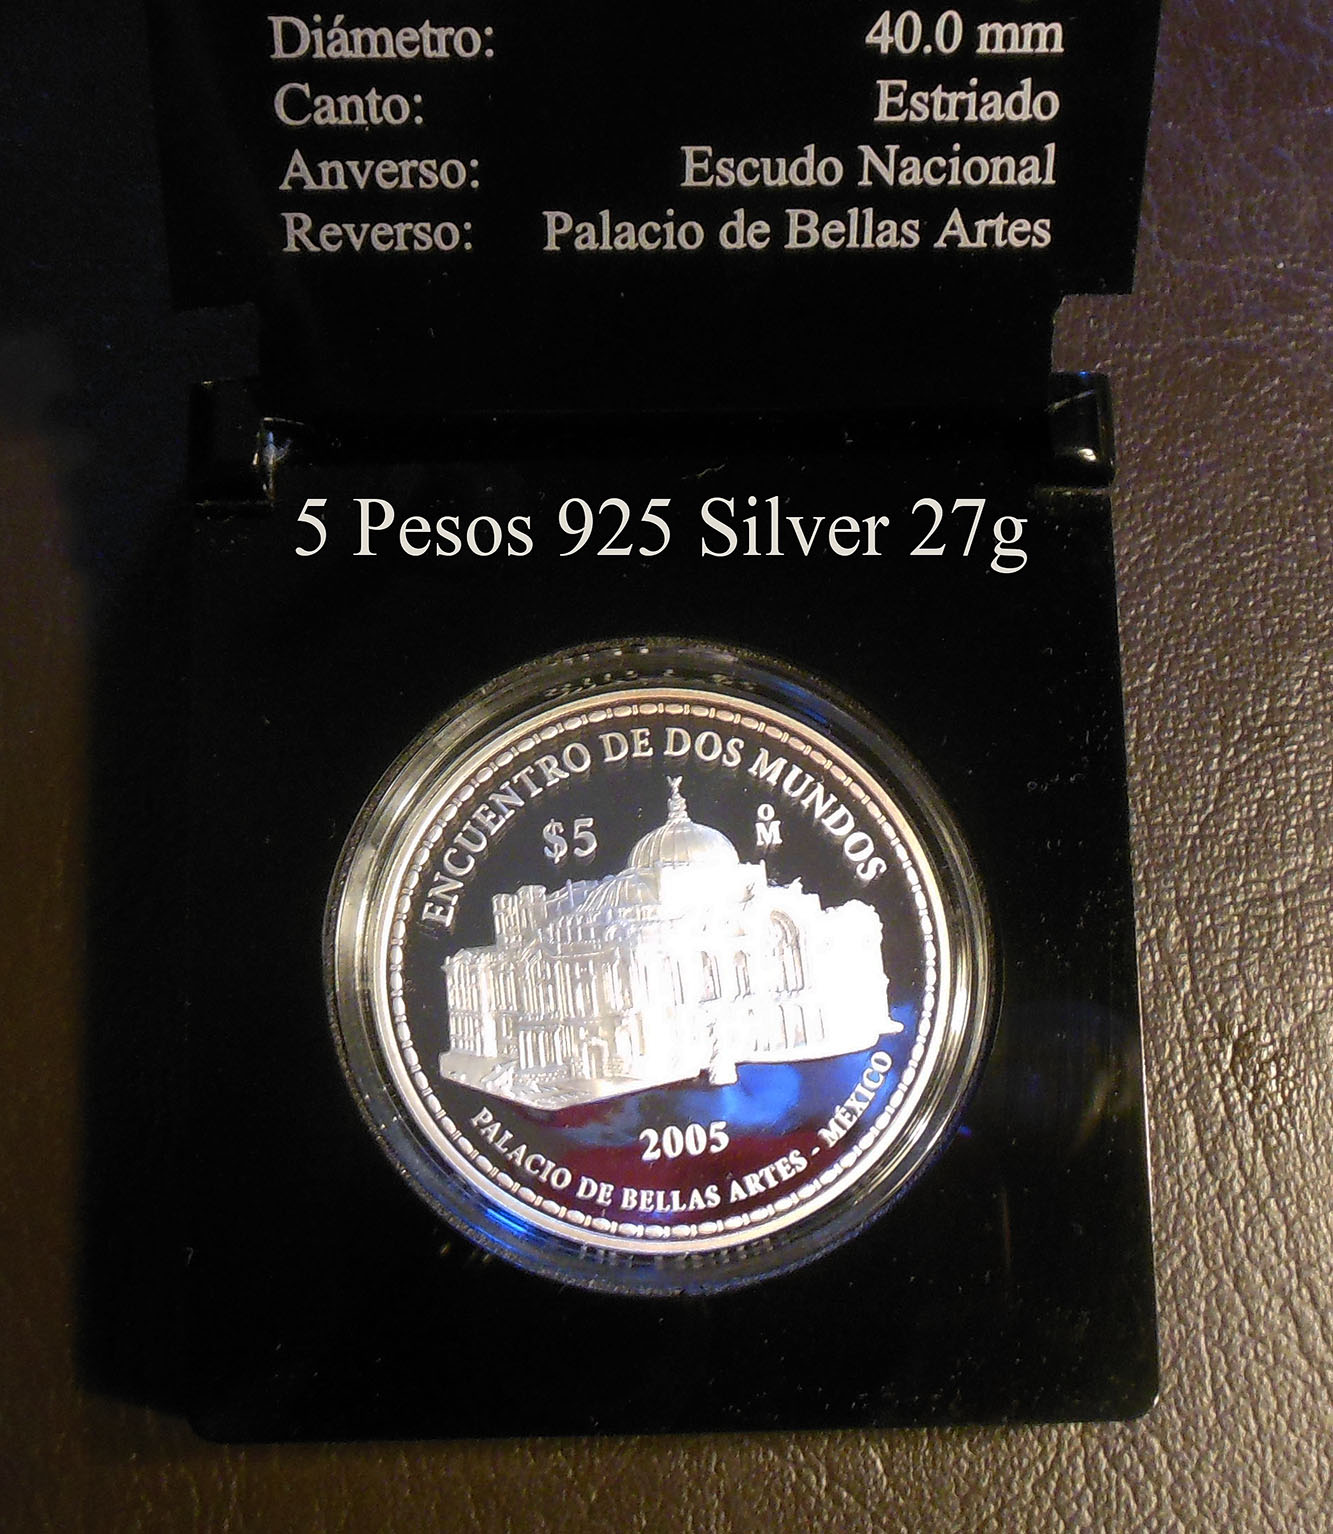 Diámetro: 40.0 mm
Canto: Estriado
Anverso: Escudo Nacional
Reverso: Palacio de Bellas Artes
5 Pesos 925 Silver 27g
ENCUENTRO DE DOS MUNDOS
$5
oM
2005
PALACIO DE BELLAS ARTES - MÉXICO